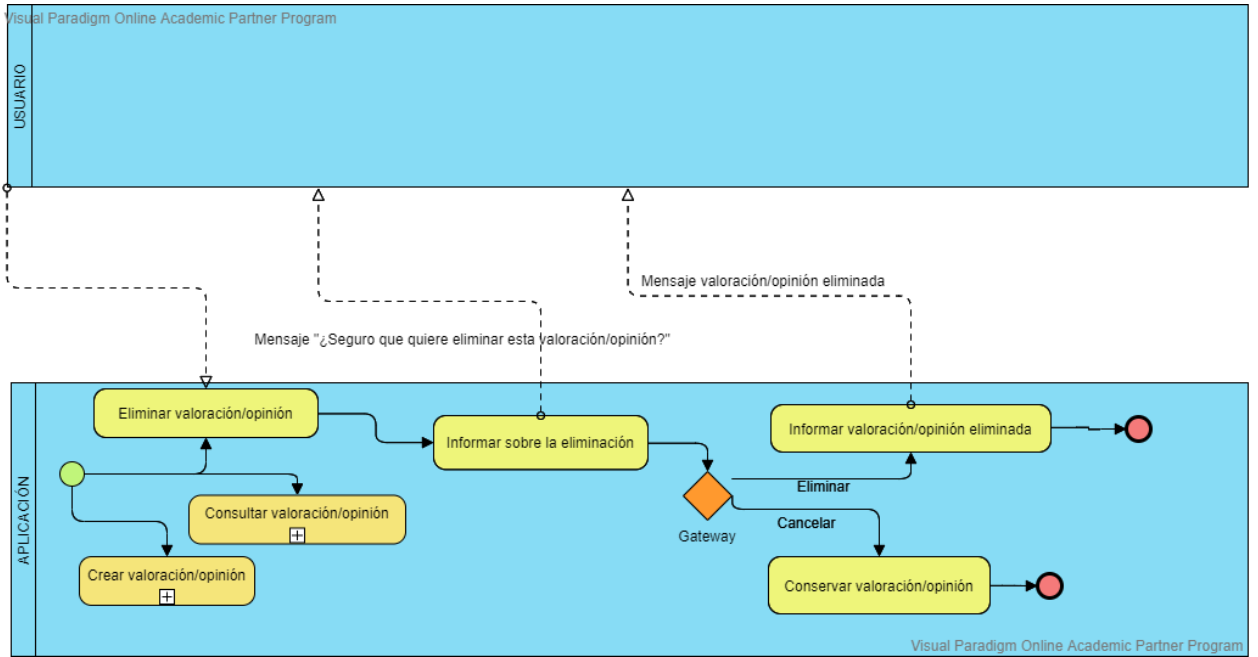 Visual Paradigm Online Academic Partner Program
USUARIO
Mensaje valoración/opinión eliminada
Mensaje "¿Seguro que quiere eliminar esta valoración/opinión?"
APLICACIÓN
Eliminar valoración/opinión
Informar sobre la eliminación
Informar valoración/opinión eliminada
Consultar valoración/opinión
Eliminar
Cancelar
Gateway
Crear valoración/opinión
Conservar valoración/opinión
Visual Paradigm Online Academic Partner Program